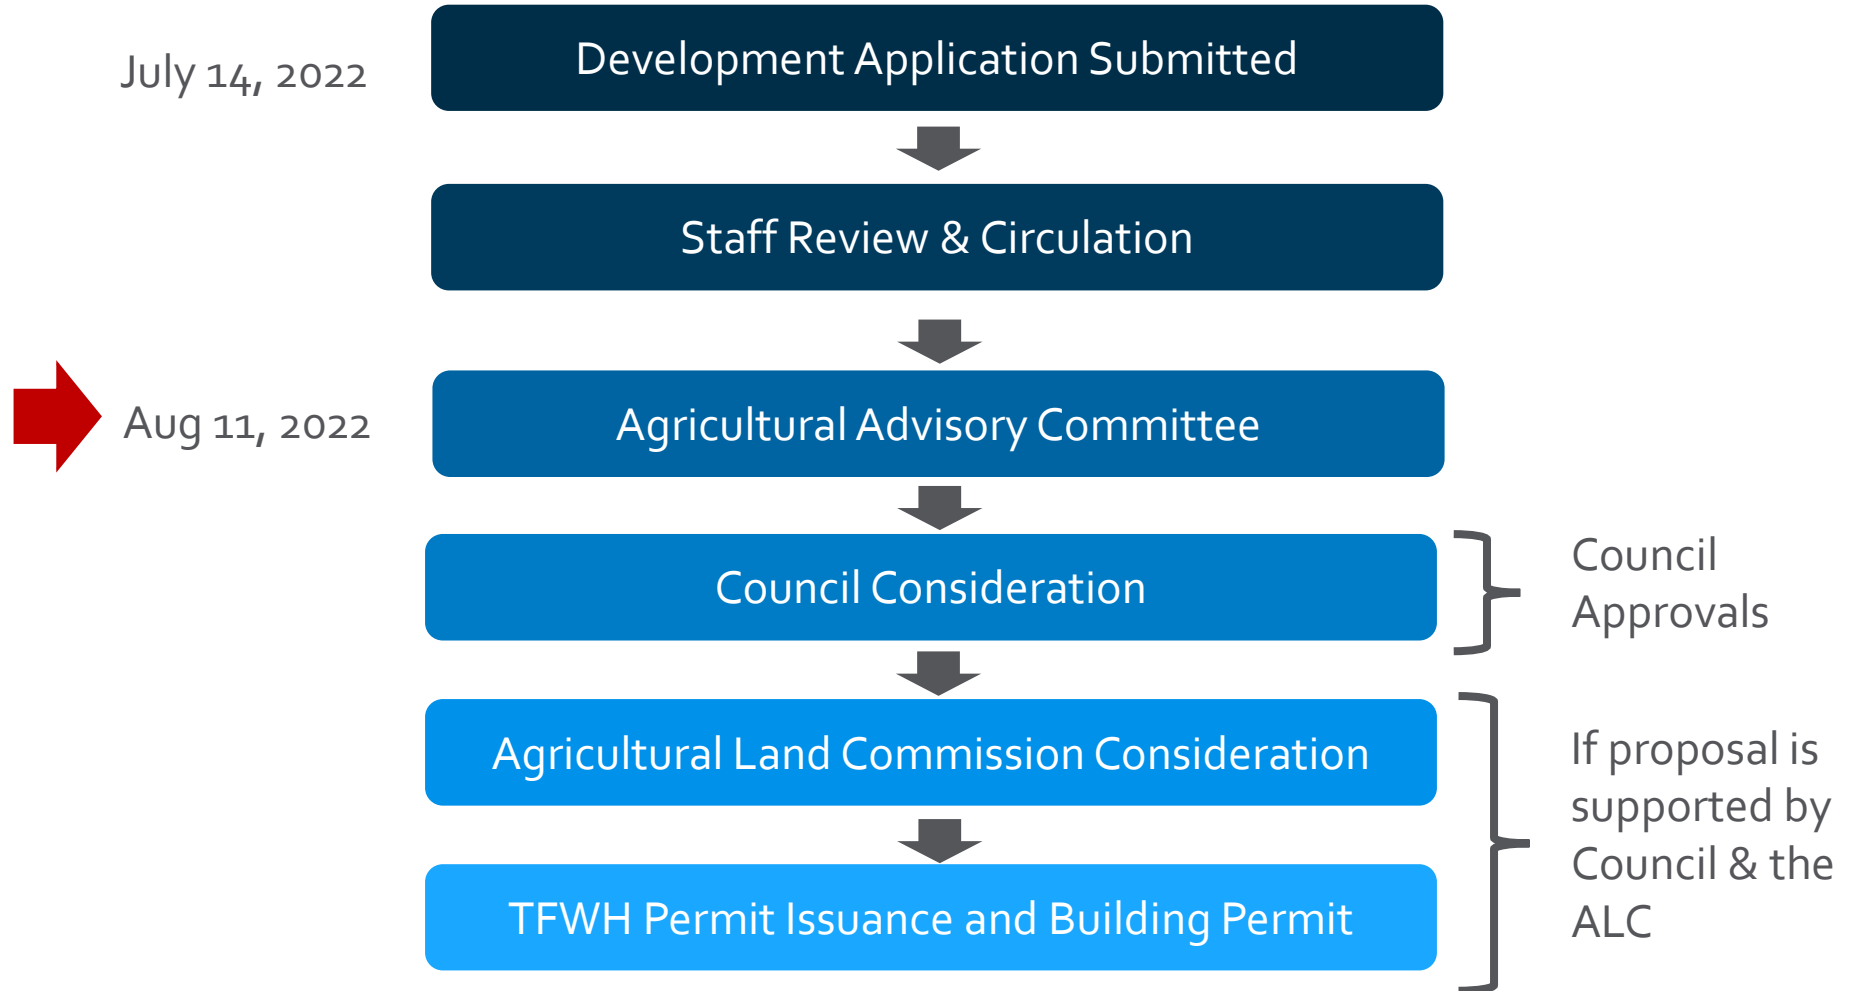 July 14, 2022
Development Application Submitted
Staff Review & Circulation
Aug 11, 2022
Agricultural Advisory Committee
Council Consideration
Council
Approvals
Agricultural Land Commission Consideration
If proposal is
supported by
Council & the
ALC
TFWH Permit Issuance and Building Permit